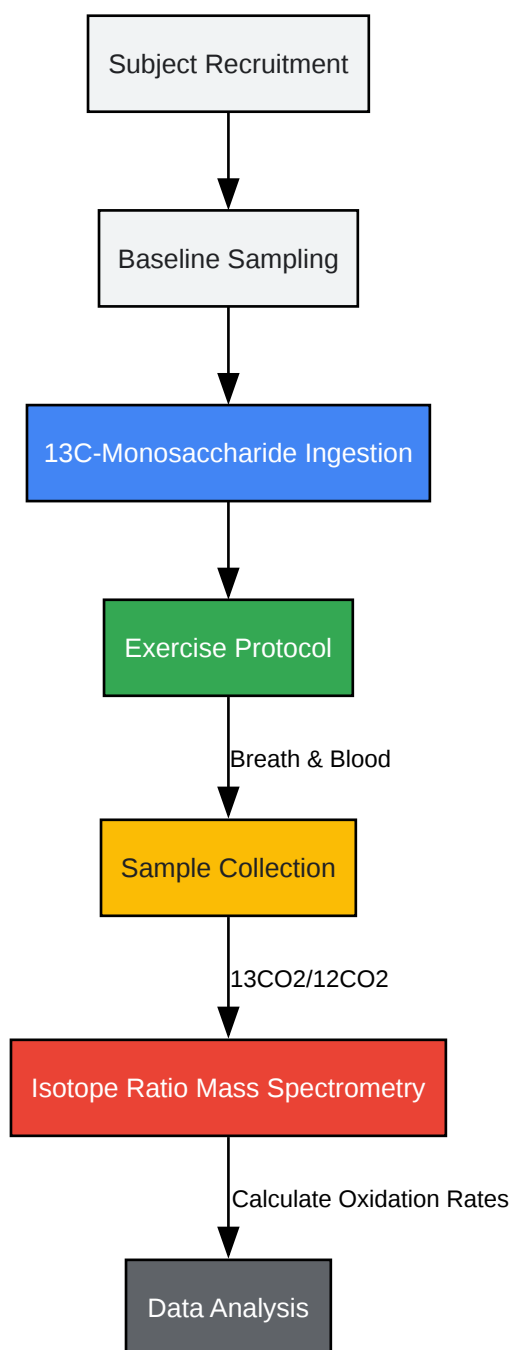 Subject Recruitment
Baseline Sampling
13C-Monosaccharide Ingestion
Exercise Protocol
Breath & Blood
Sample Collection
13CO2/12CO2
Isotope Ratio Mass Spectrometry
Calculate Oxidation Rates
Data Analysis